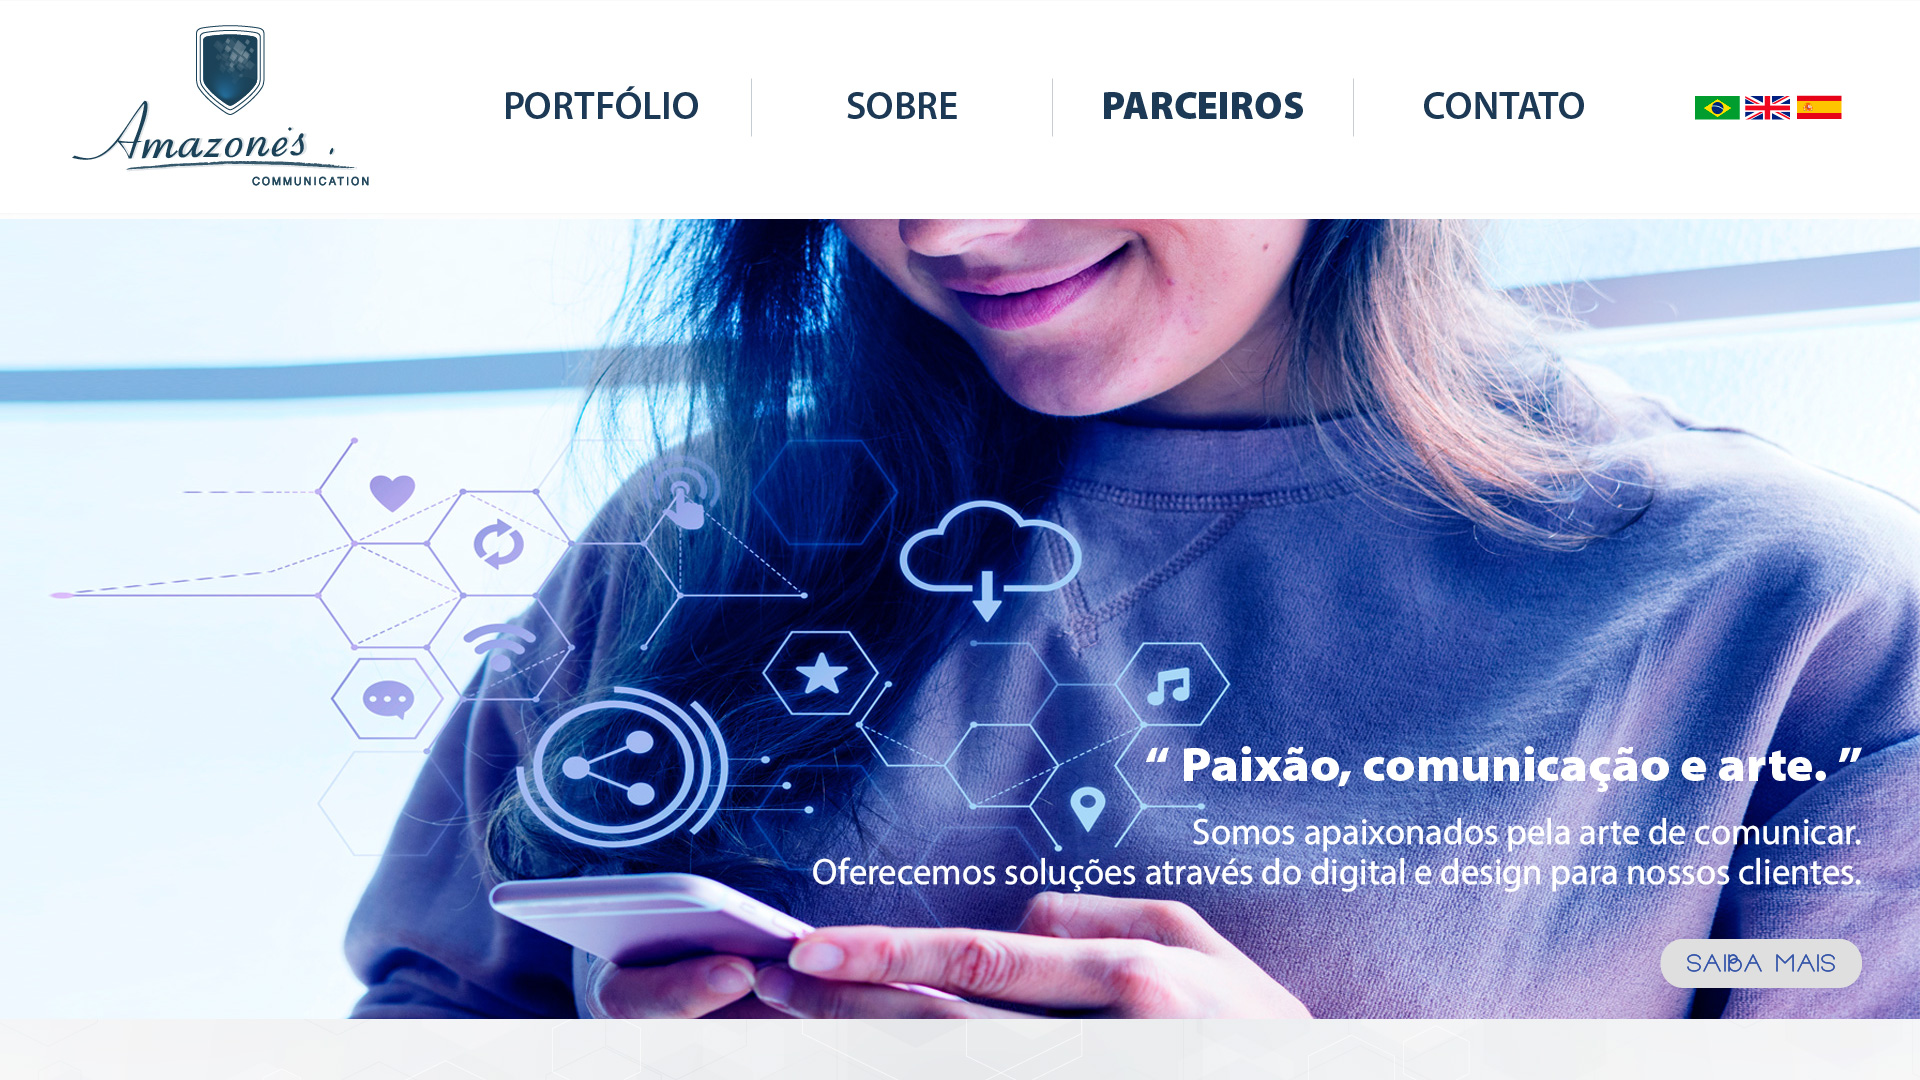 Amazone's
COMMUNICATION
PORTFÓLIO
SOBRE
PARCEIROS
CONTATO
“ Paixão, comunicação e arte. ”
Somos apaixonados pela arte de comunicar.
Oferecemos soluções através do digital e design para nossos clientes.
SAIBA MAIS